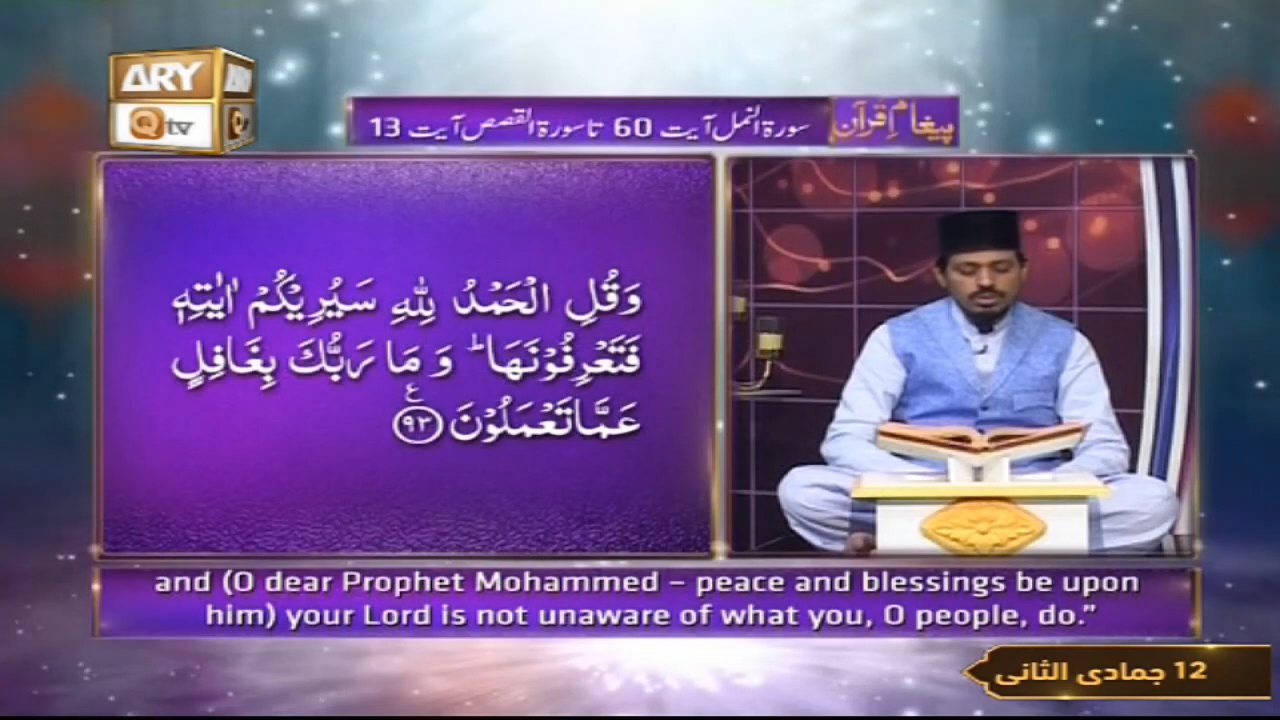 ARY
Qtv
پیغامِ قرآن
سورۃ النمل آیت 60 تا سورۃ القصص آیت 13
وَقُلِ الْحَمْدُ لِلّٰهِ سَيُرِيْكُمْ اٰيٰتِهٖ
فَتَعْرِفُوْنَهَا ؕ وَ مَا رَبُّكَ بِغَافِلٍ
عَمَّا تَعْمَلُوْنَ ﴿۹۳﴾ ع
and (O dear Prophet Mohammed – peace and blessings be upon
him) your Lord is not unaware of what you, O people, do.”
12 جمادی الثانی